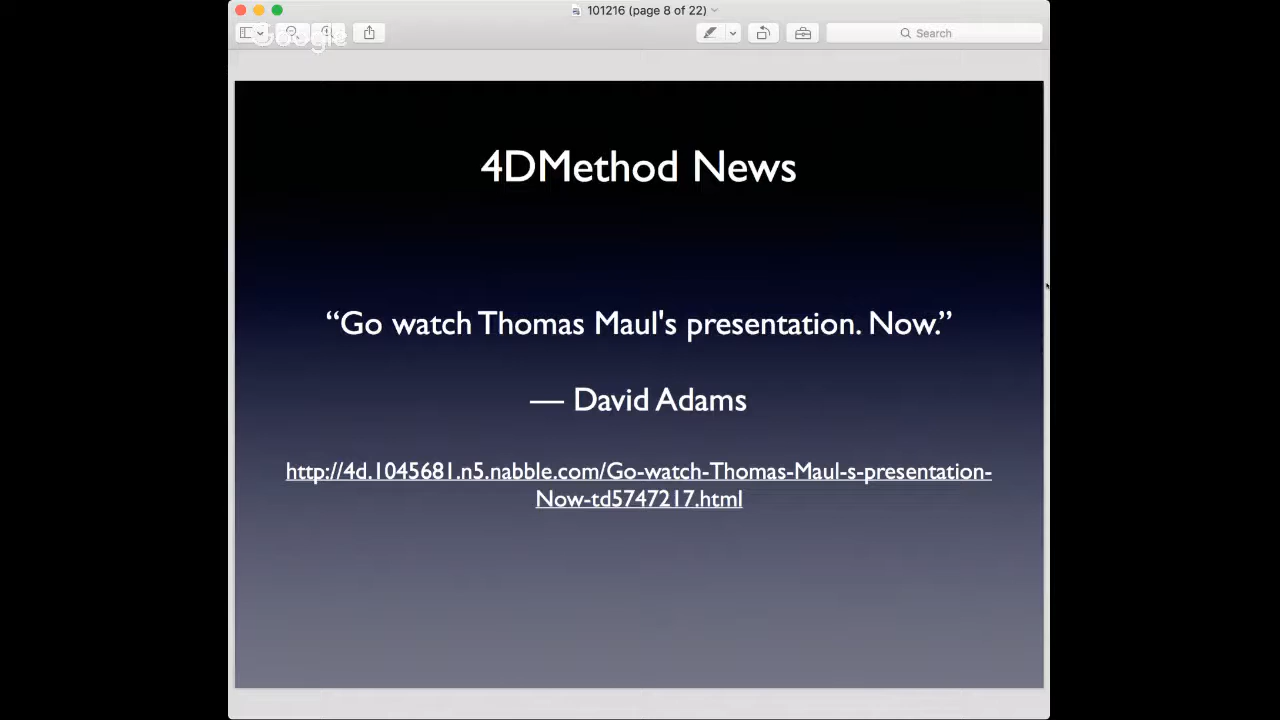 101216 (page 8 of 22)
Google
Search
4DMethod News
“Go watch Thomas Maul's presentation. Now.”
— David Adams
http://4d.1045681.n5.nabble.com/Go-watch-Thomas-Maul-s-presentation-
Now-td5747217.html